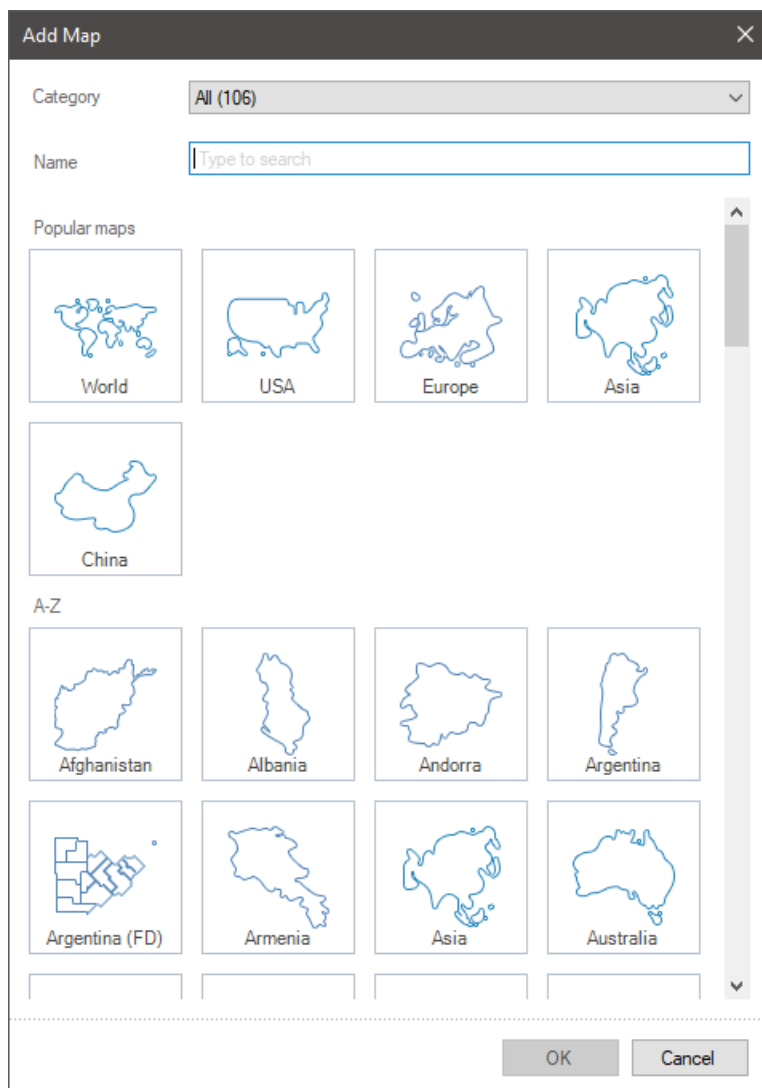 Add Map
Category
All (106)
Name
Type to search
Popular maps
World
USA
Europe
Asia
China
A-Z
Afghanistan
Albania
Andorra
Argentina
Argentina (FD)
Armenia
Asia
Australia
OK
Cancel